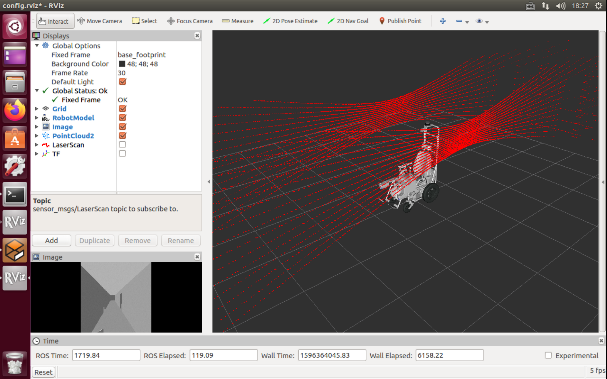 config.rviz* - RViz
18:27
Interact Move Camera Select Focus Camera Measure 2D Pose Estimate 2D Nav Goal Publish Point
Displays
Global Options
Fixed Frame base_footprint
Background Color 48; 48; 48
Frame Rate 30
Default Light
Global Status: Ok
Fixed Frame OK
Grid
RobotModel
Image
PointCloud2
LaserScan
TF
Topic
sensor_msgs/LaserScan topic to subscribe to.
Add Duplicate Remove Rename
Image
Time
ROS Time: 1719.84 ROS Elapsed: 119.09 Wall Time: 1596364045.83 Wall Elapsed: 6158.22 Experimental
Reset 5 fps
RViz
RViz